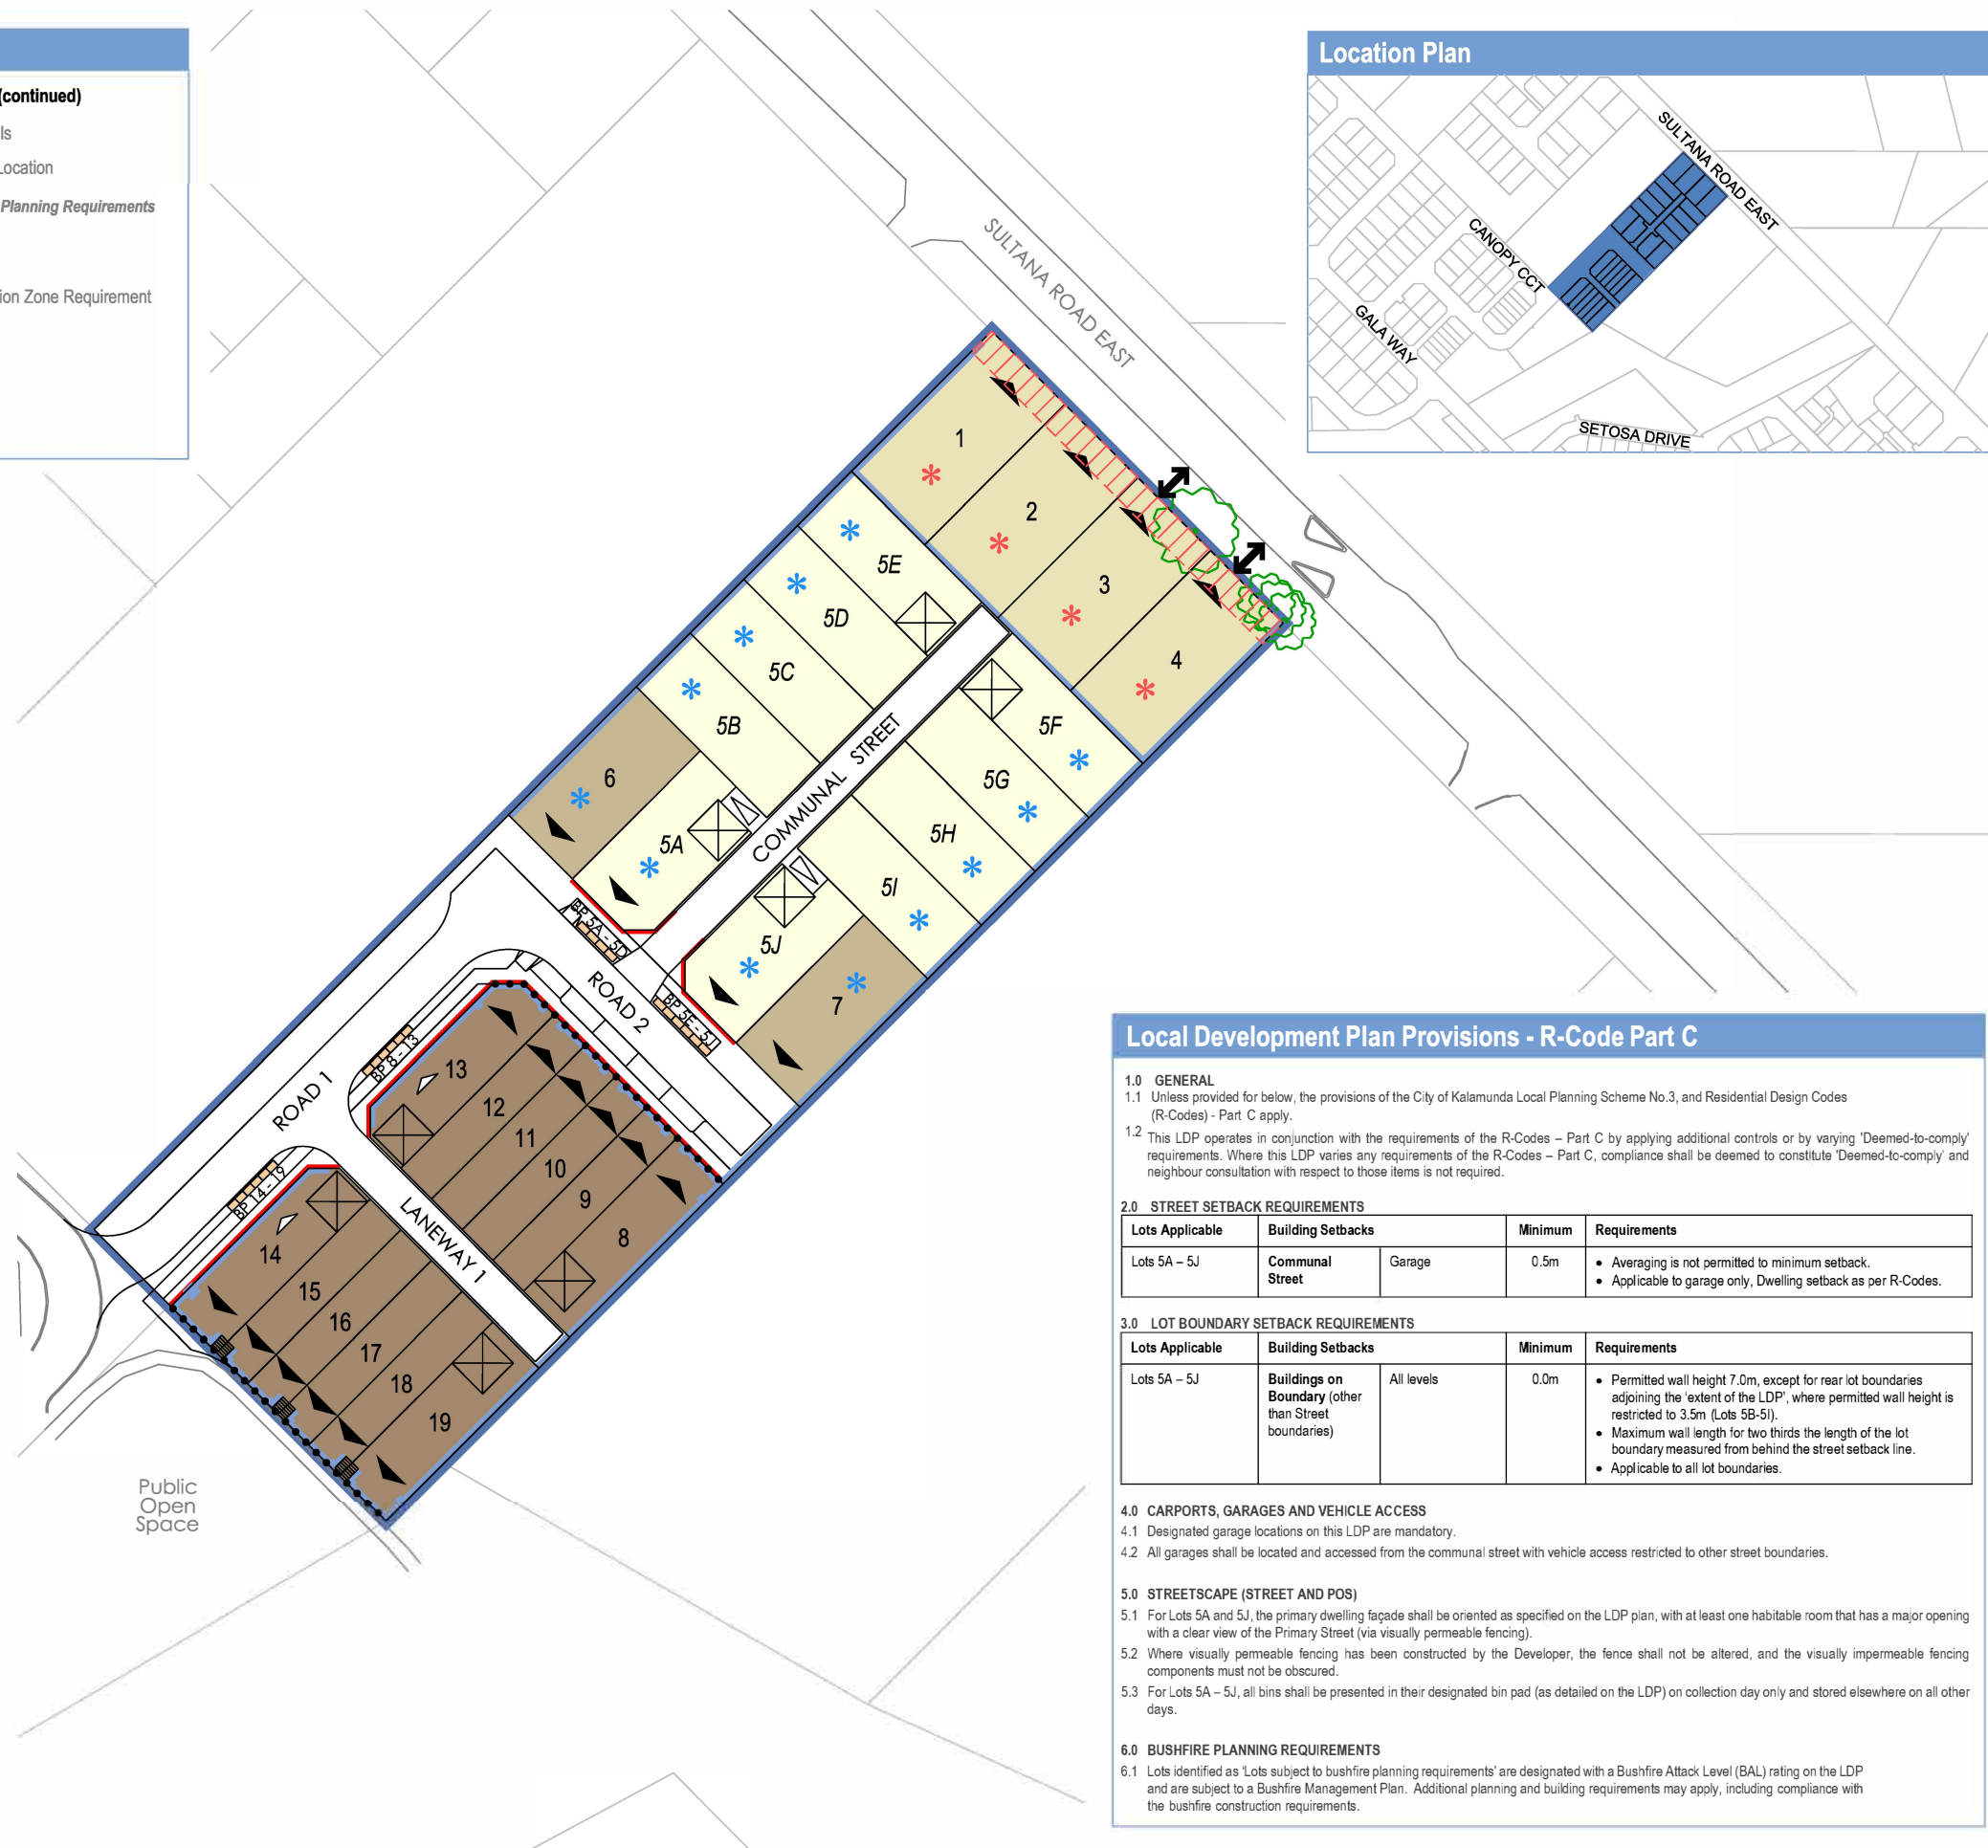 (continued)
ls
Location
Planning Requirements
ion Zone Requirement
Location Plan
SULTANA ROAD EAST
CANOPY CCT
GALA WAY
SETOSA DRIVE
SULTANA ROAD EAST
1
2
3
4
5E
5D
5C
5B
6
5A
COMMUNAL STREET
5F
5G
5H
5I
5J
7
BP 5A - 5D
ROAD 2
BP 5E - 5J
BP 8 - 13
ROAD 1
13
12
11
10
9
8
BP 14 - 19
LANEWAY 1
14
15
16
17
18
19
Public
Open
Space
Local Development Plan Provisions - R-Code Part C
1.0 GENERAL
1.1 Unless provided for below, the provisions of the City of Kalamunda Local Planning Scheme No.3, and Residential Design Codes
(R-Codes) - Part C apply.
1.2 This LDP operates in conjunction with the requirements of the R-Codes – Part C by applying additional controls or by varying 'Deemed-to-comply'
requirements. Where this LDP varies any requirements of the R-Codes – Part C, compliance shall be deemed to constitute 'Deemed-to-comply' and
neighbour consultation with respect to those items is not required.
2.0 STREET SETBACK REQUIREMENTS
Lots Applicable Building Setbacks Minimum Requirements
Lots 5A – 5J Communal Garage 0.5m • Averaging is not permitted to minimum setback.
Street • Applicable to garage only, Dwelling setback as per R-Codes.
3.0 LOT BOUNDARY SETBACK REQUIREMENTS
Lots Applicable Building Setbacks Minimum Requirements
Lots 5A – 5J Buildings on All levels 0.0m • Permitted wall height 7.0m, except for rear lot boundaries
Boundary (other adjoining the 'extent of the LDP', where permitted wall height is
than Street restricted to 3.5m (Lots 5B-5I).
boundaries) • Maximum wall length for two thirds the length of the lot
boundary measured from behind the street setback line.
• Applicable to all lot boundaries.
4.0 CARPORTS, GARAGES AND VEHICLE ACCESS
4.1 Designated garage locations on this LDP are mandatory.
4.2 All garages shall be located and accessed from the communal street with vehicle access restricted to other street boundaries.
5.0 STREETSCAPE (STREET AND POS)
5.1 For Lots 5A and 5J, the primary dwelling façade shall be oriented as specified on the LDP plan, with at least one habitable room that has a major opening
with a clear view of the Primary Street (via visually permeable fencing).
5.2 Where visually permeable fencing has been constructed by the Developer, the fence shall not be altered, and the visually impermeable fencing
components must not be obscured.
5.3 For Lots 5A – 5J, all bins shall be presented in their designated bin pad (as detailed on the LDP) on collection day only and stored elsewhere on all other
days.
6.0 BUSHFIRE PLANNING REQUIREMENTS
6.1 Lots identified as 'Lots subject to bushfire planning requirements' are designated with a Bushfire Attack Level (BAL) rating on the LDP
and are subject to a Bushfire Management Plan. Additional planning and building requirements may apply, including compliance with
the bushfire construction requirements.